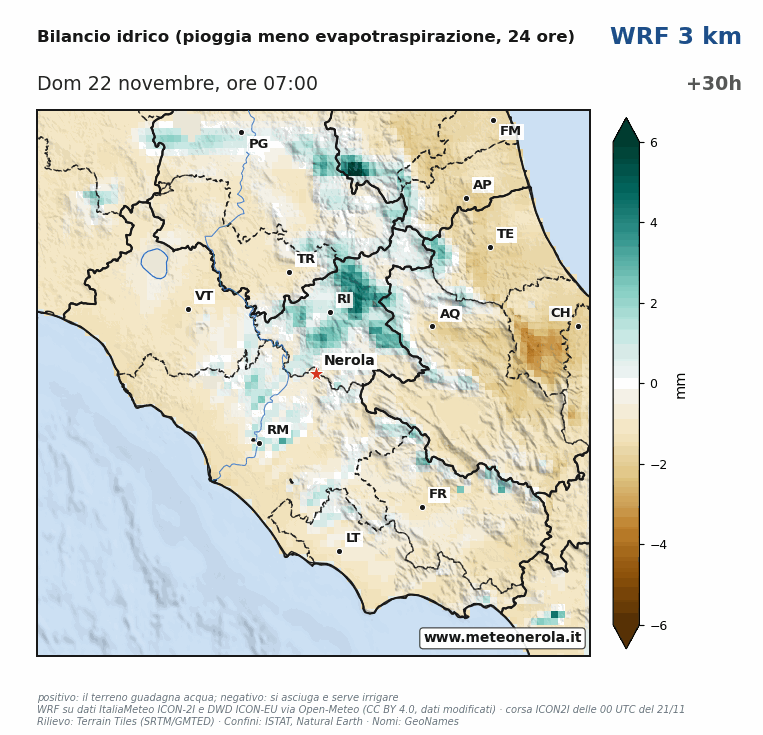 Bilancio idrico (pioggia meno evapotraspirazione, 24 ore)
WRF 3 km
Dom 22 novembre, ore 07:00
+30h
FM
PG
AP
TE
TR
VT
RI
AQ
CH
Nerola
RM
FR
LT
www.meteonerola.it
6
4
2
0
−2
−4
−6
mm
positivo: il terreno guadagna acqua; negativo: si asciuga e serve irrigare
WRF su dati ItaliaMeteo ICON-2I e DWD ICON-EU via Open-Meteo (CC BY 4.0, dati modificati) · corsa ICON2I delle 00 UTC del 21/11
Rilievo: Terrain Tiles (SRTM/GMTED) · Confini: ISTAT, Natural Earth · Nomi: GeoNames